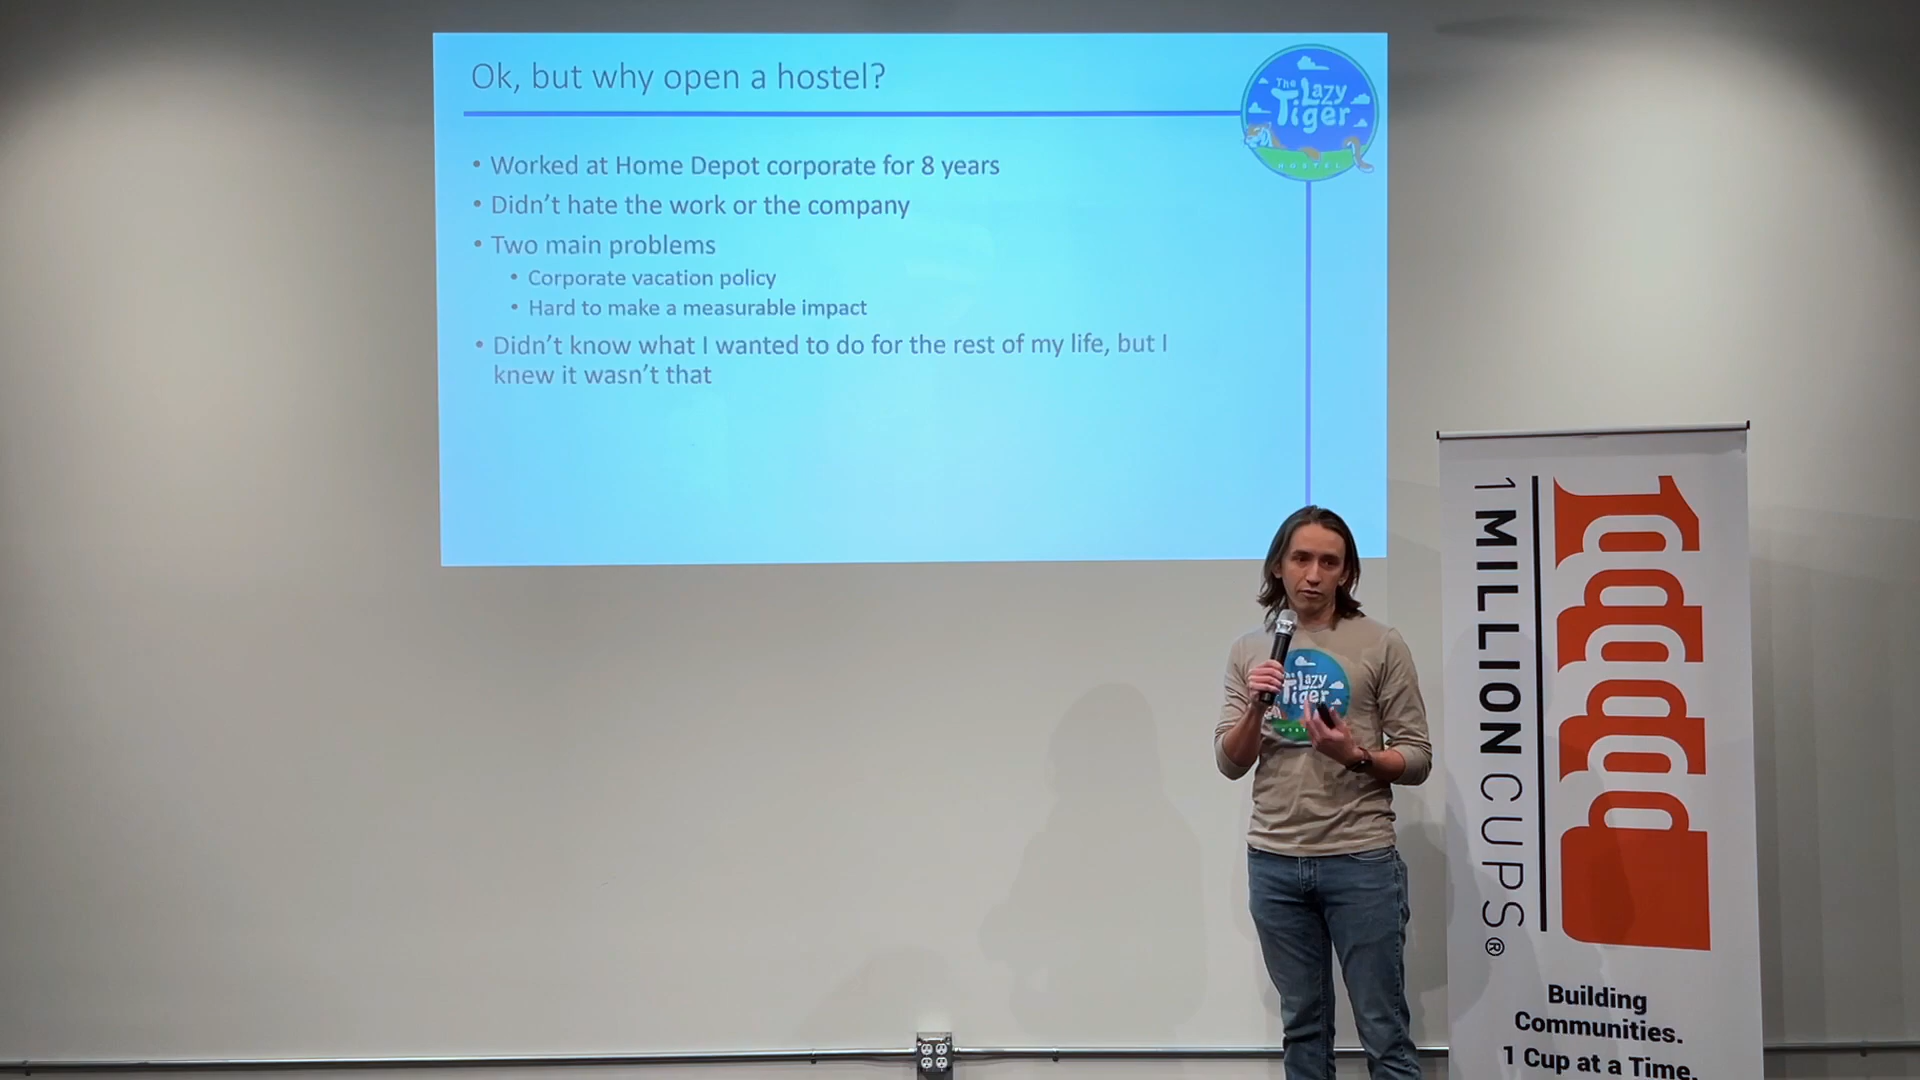 Ok, but why open a hostel?
The Lazy
Tiger
HOSTEL
• Worked at Home Depot corporate for 8 years
• Didn't hate the work or the company
• Two main problems
• Corporate vacation policy
• Hard to make a measurable impact
• Didn't know what I wanted to do for the rest of my life, but I
knew it wasn't that
The Lazy
Tiger
1 MILLION CUPS®
Building
Communities.
1 Cup at a Time.